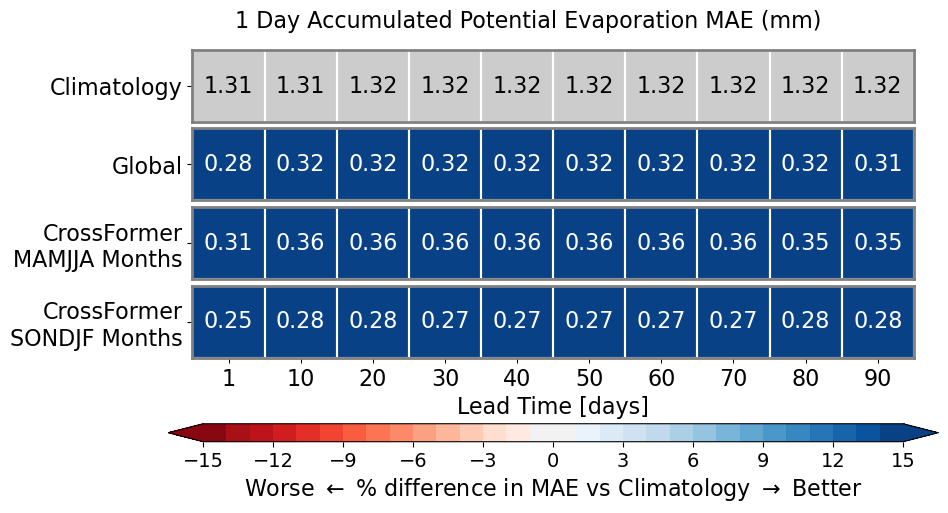 1 Day Accumulated Potential Evaporation MAE (mm)
Climatology 1.31 1.31 1.32 1.32 1.32 1.32 1.32 1.32 1.32 1.32
Global 0.28 0.32 0.32 0.32 0.32 0.32 0.32 0.32 0.32 0.31
CrossFormer
MAMJJA Months 0.31 0.36 0.36 0.36 0.36 0.36 0.36 0.36 0.35 0.35
CrossFormer
SONDJF Months 0.25 0.28 0.28 0.27 0.27 0.27 0.27 0.27 0.28 0.28
1 10 20 30 40 50 60 70 80 90
Lead Time [days]
−15 −12 −9 −6 −3 0 3 6 9 12 15
Worse ← % difference in MAE vs Climatology → Better